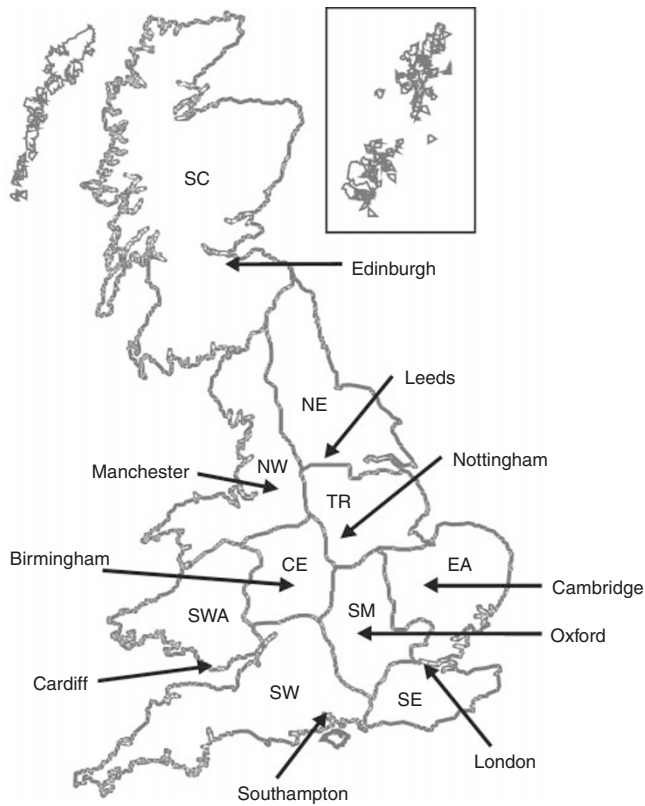 SC
Edinburgh
Leeds
NE
Nottingham
Manchester
NW
TR
Birmingham
CE
EA
Cambridge
SWA
SM
Oxford
Cardiff
SW
SE
London
Southampton